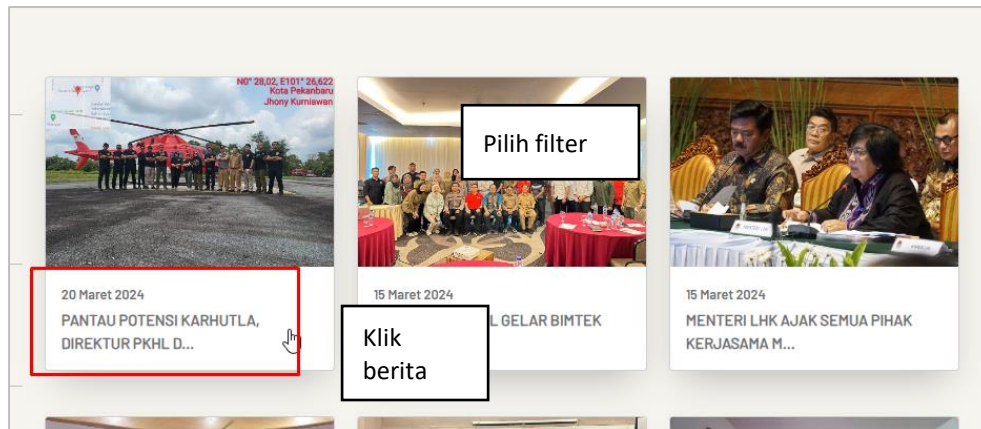 N0° 28,02, E101° 26,622
Kota Pekanbaru
Jhony Kurniawan
Pilih filter
20 Maret 2024
PANTAU POTENSI KARHUTLA,
DIREKTUR PKHL D...
15 Maret 2024
L GELAR BIMTEK
Klik
berita
15 Maret 2024
MENTERI LHK AJAK SEMUA PIHAK
KERJASAMA M...